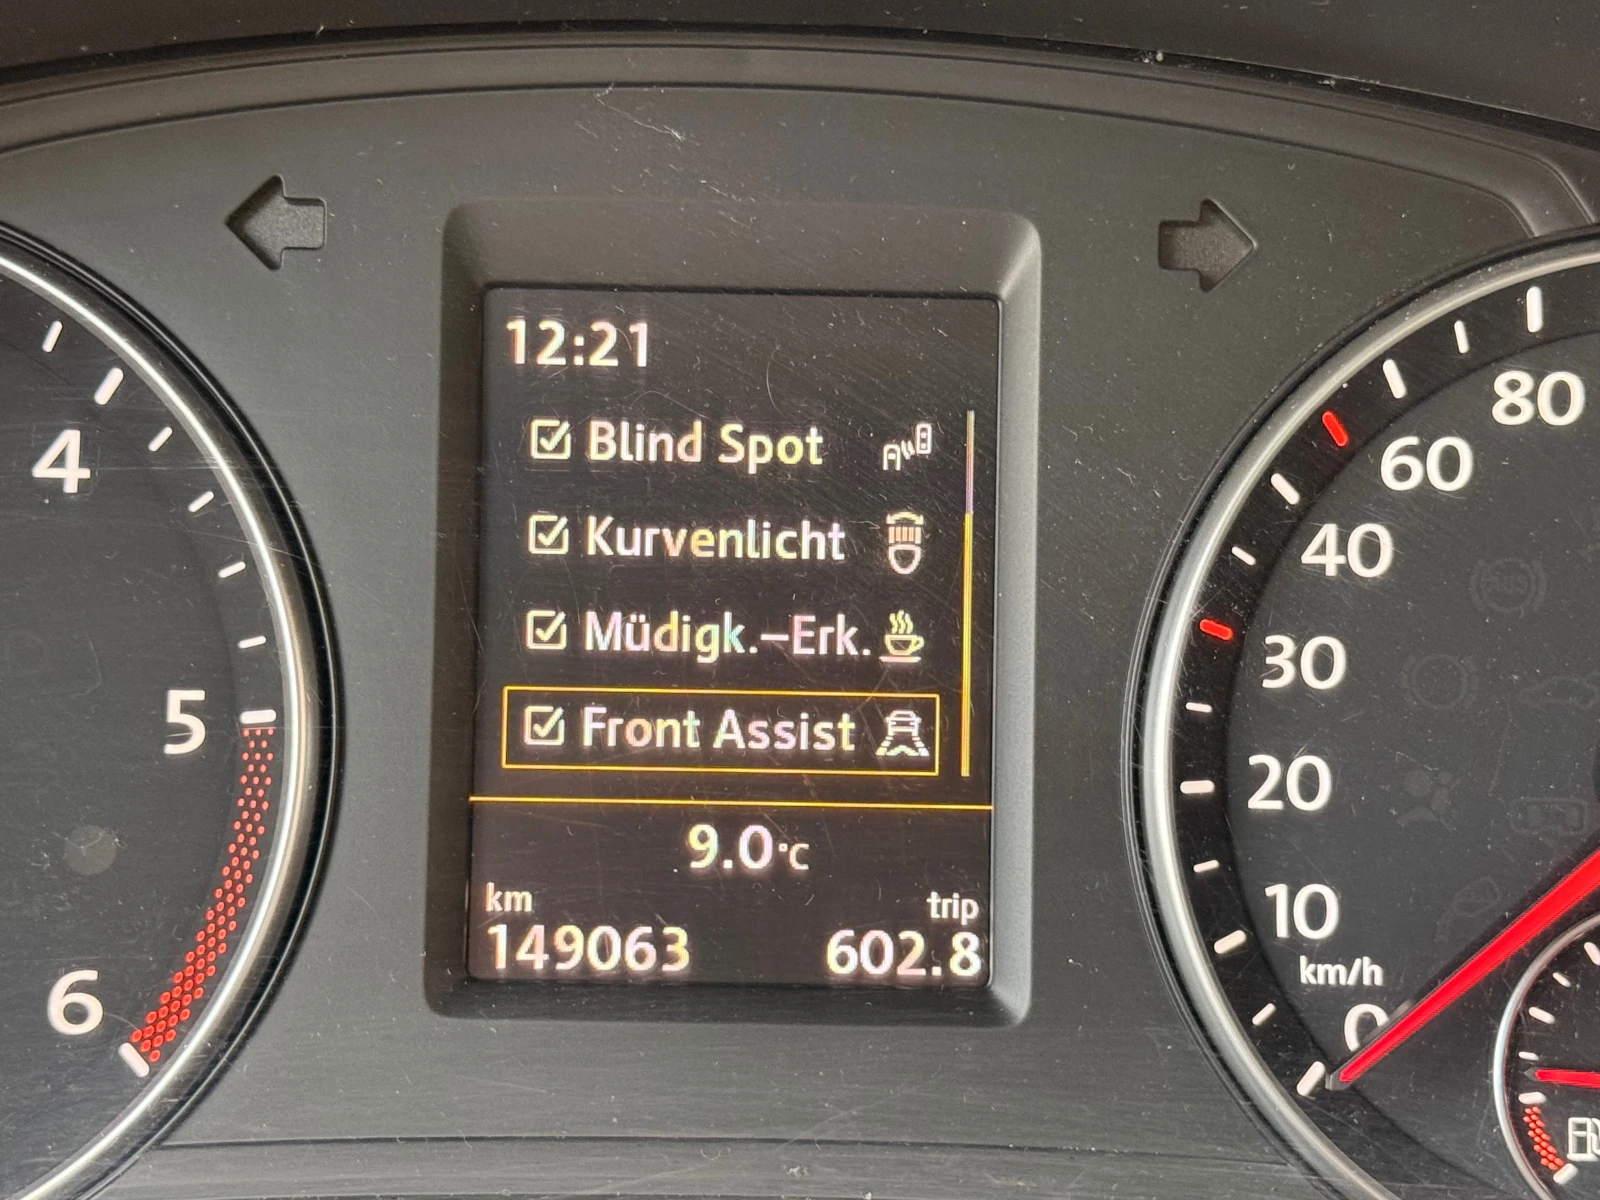 12:21
Blind Spot
Kurvenlicht
Müdigk.-Erk.
Front Assist
9.0°C
km trip
149063 602.8
4
5
6
80
60
40
30
20
10
km/h
0